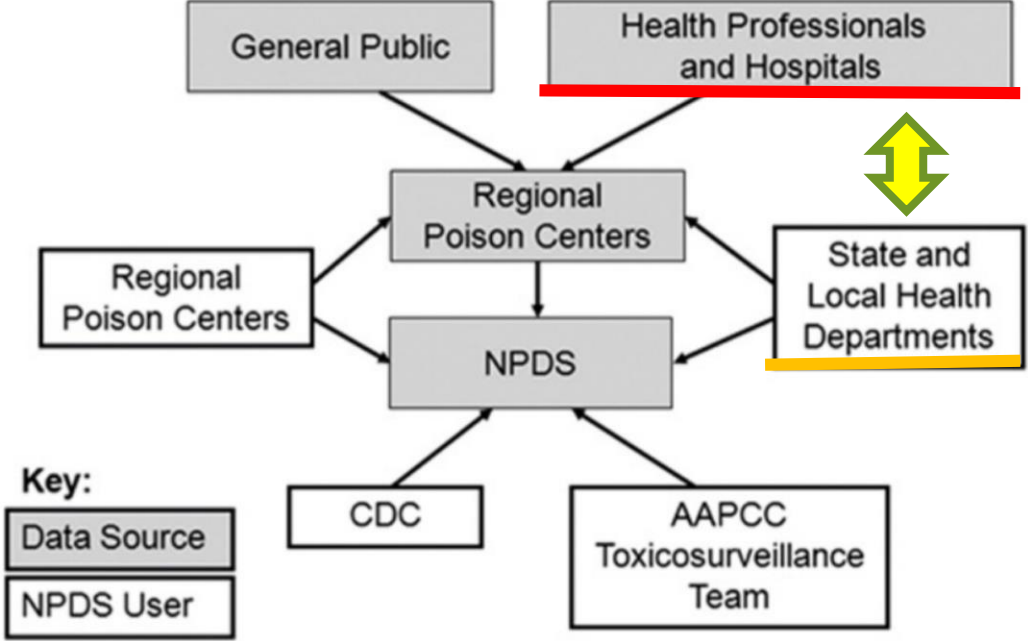 General Public
Health Professionals
and Hospitals
Regional
Poison Centers
Regional
Poison Centers
State and
Local Health
Departments
NPDS
Key:
Data Source
NPDS User
CDC
AAPCC
Toxicosurveillance
Team